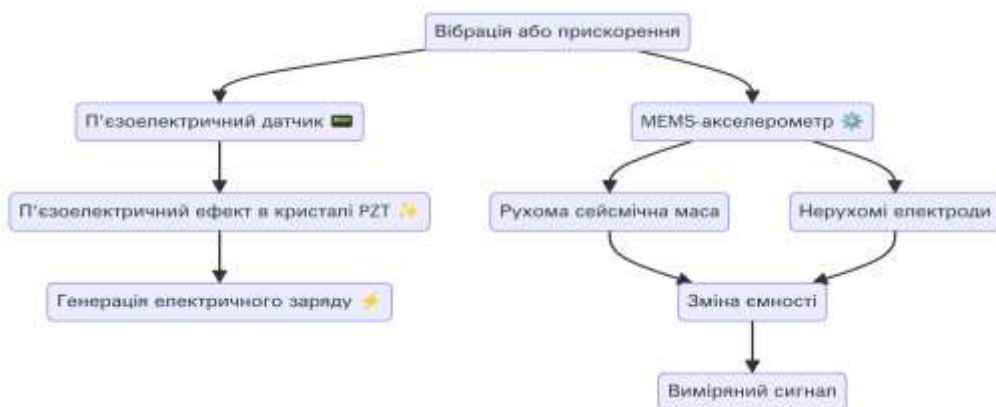 Вібрація або прискорення
П'єзоелектричний датчик 📟
MEMS-акселерометр ⚙️
П'єзоелектричний ефект в кристалі PZT ✨
Рухома сейсмічна маса
Нерухомі електроди
Генерація електричного заряду ⚡
Зміна ємності
Виміряний сигнал